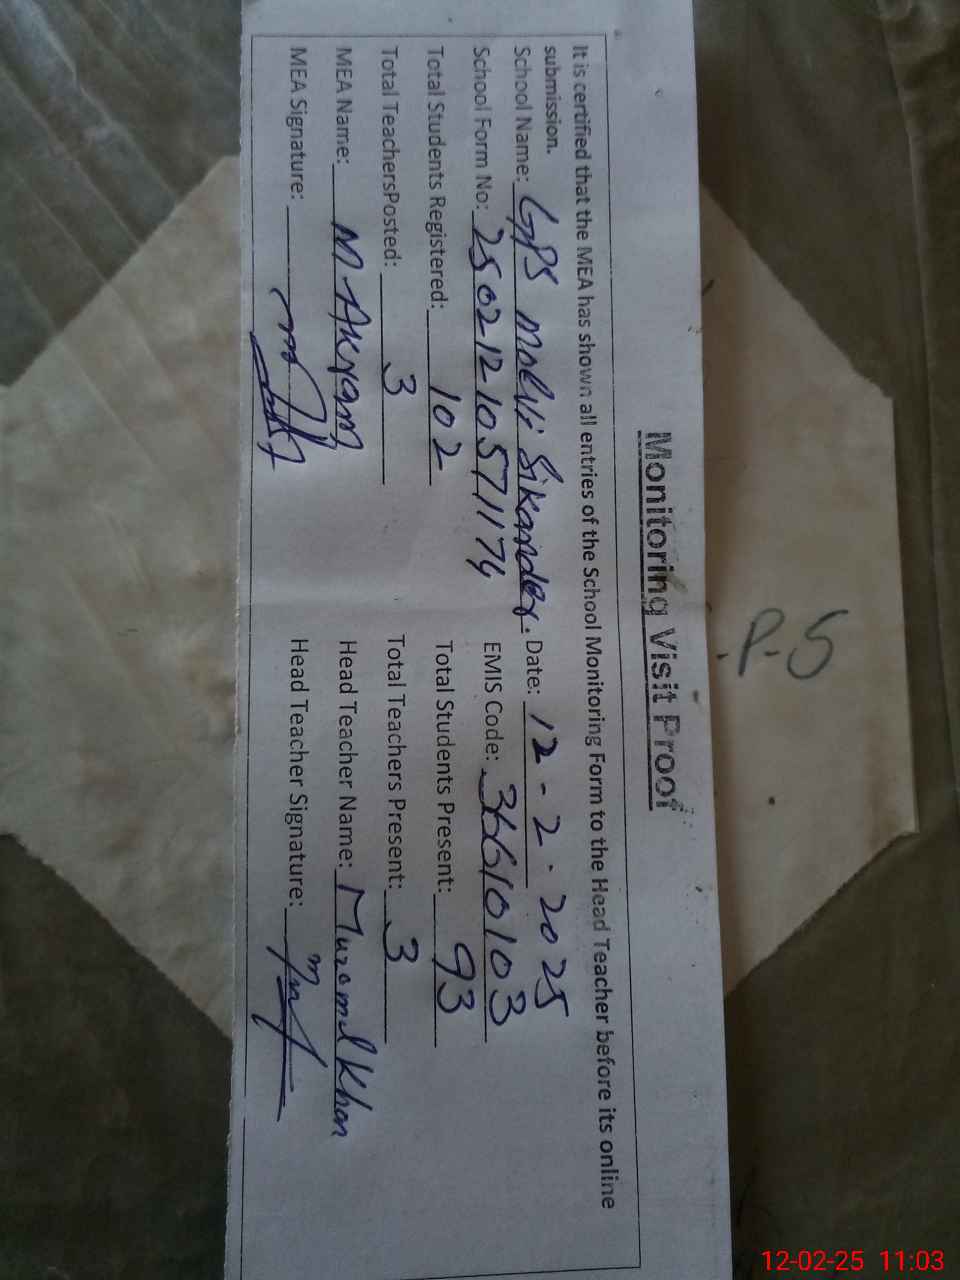 Monitoring Visit Proof
It is certified that the MEA has shown all entries of the School Monitoring Form to the Head Teacher before its online
submission.
School Name: GPS Molvi Sikander. Date: 12-2-2025
School Form No: 25021210571174 EMIS Code: 36610103
Total Students Registered: 102 Total Students Present: 93
Total TeachersPosted: 3 Total Teachers Present: 3
MEA Name: M Akram Head Teacher Name: Muzamil Khan
MEA Signature: Head Teacher Signature:
.P.S
12-02-25 11:03